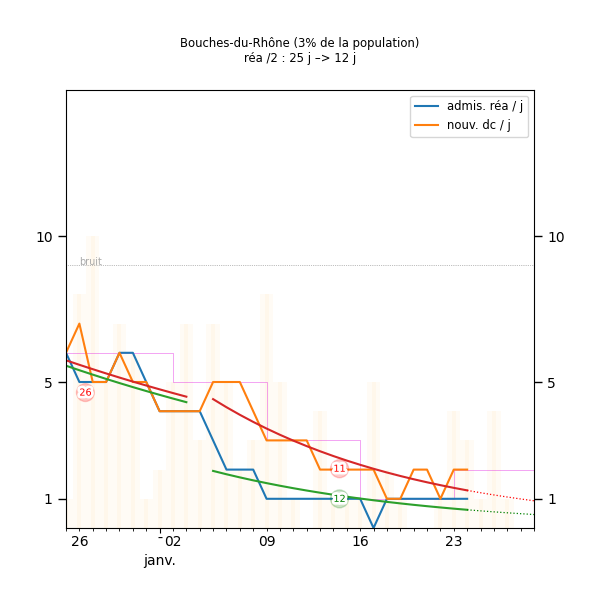 Bouches-du-Rhône (3% de la population)
réa /2 : 25 j –> 12 j
admis. réa / j
nouv. dc / j
10
10
bruit
5
5
26
11
12
1
1
26
02
09
16
23
janv.